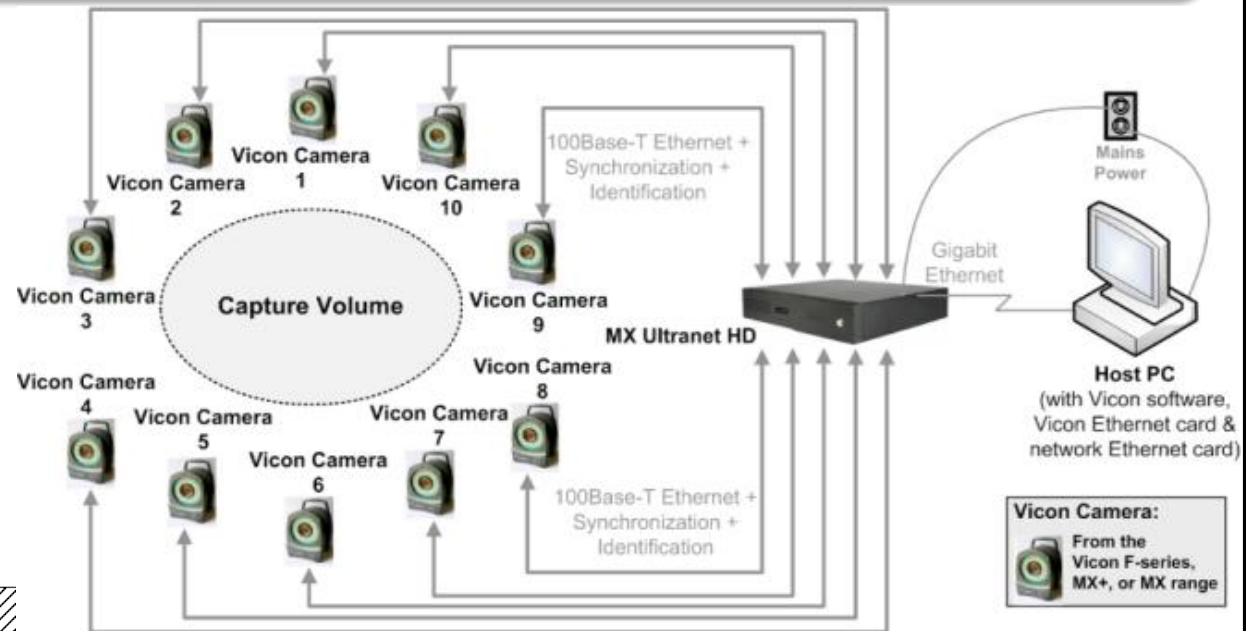 Vicon Camera
1
Vicon Camera
2
Vicon Camera
10
100Base-T Ethernet +
Synchronization +
Identification
Mains
Power
Vicon Camera
3
Capture Volume
Vicon Camera
9
MX Ultranet HD
Gigabit
Ethernet
Host PC
(with Vicon software,
Vicon Ethernet card &
network Ethernet card)
Vicon Camera
4
Vicon Camera
5
Vicon Camera
6
Vicon Camera
7
Vicon Camera
8
100Base-T Ethernet +
Synchronization +
Identification
Vicon Camera:
From the
Vicon F-series,
MX+, or MX range